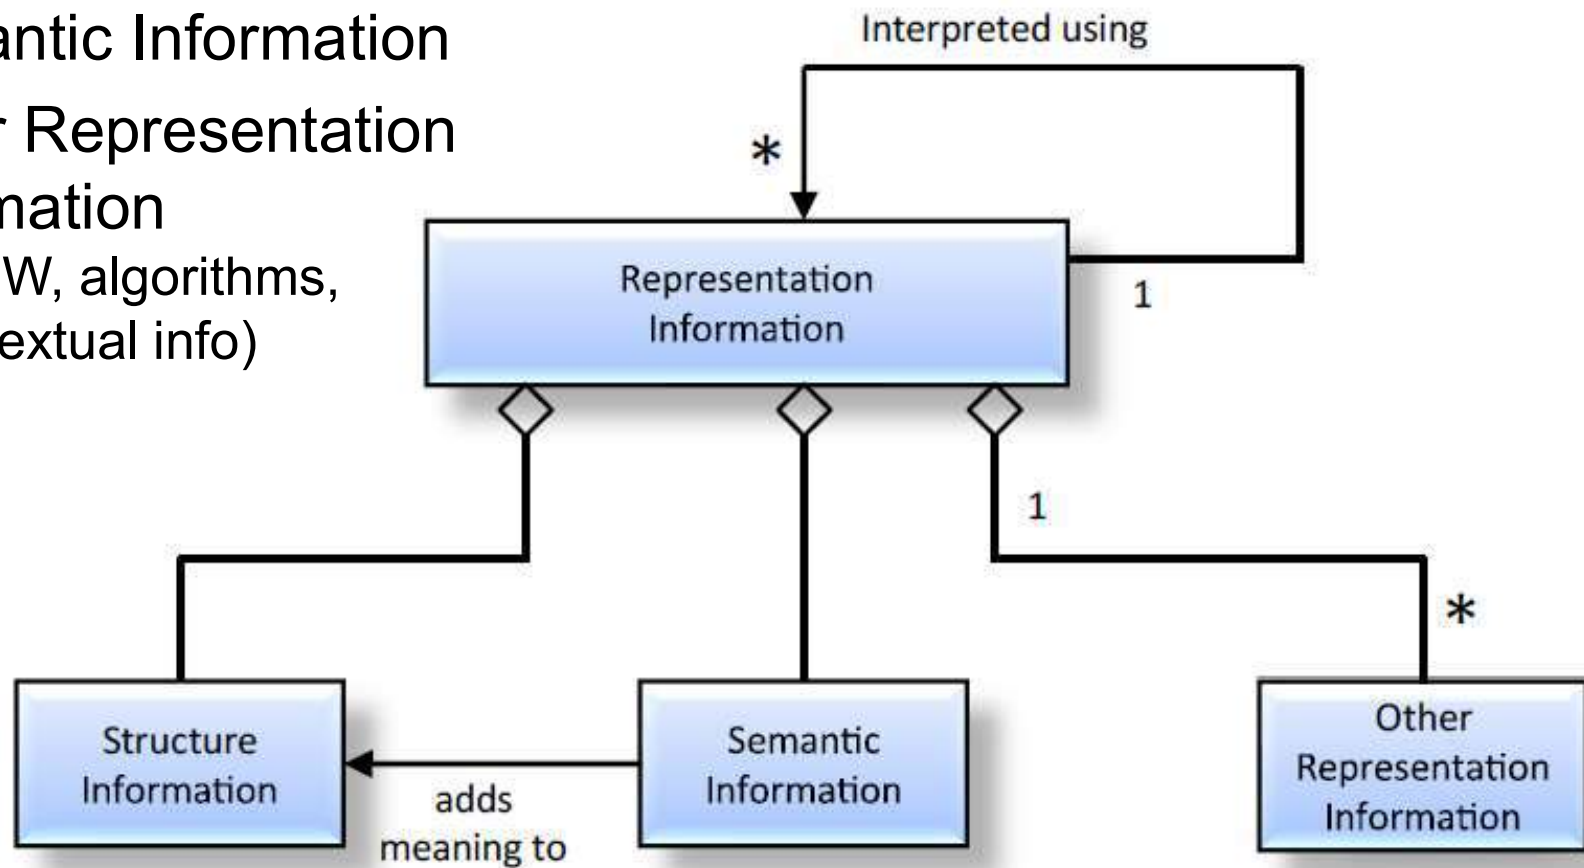 antic Information
r Representation
mation
W, algorithms,
extual info)
Interpreted using
*
Representation
Information
1
1
*
Structure
Information
adds
meaning to
Semantic
Information
Other
Representation
Information